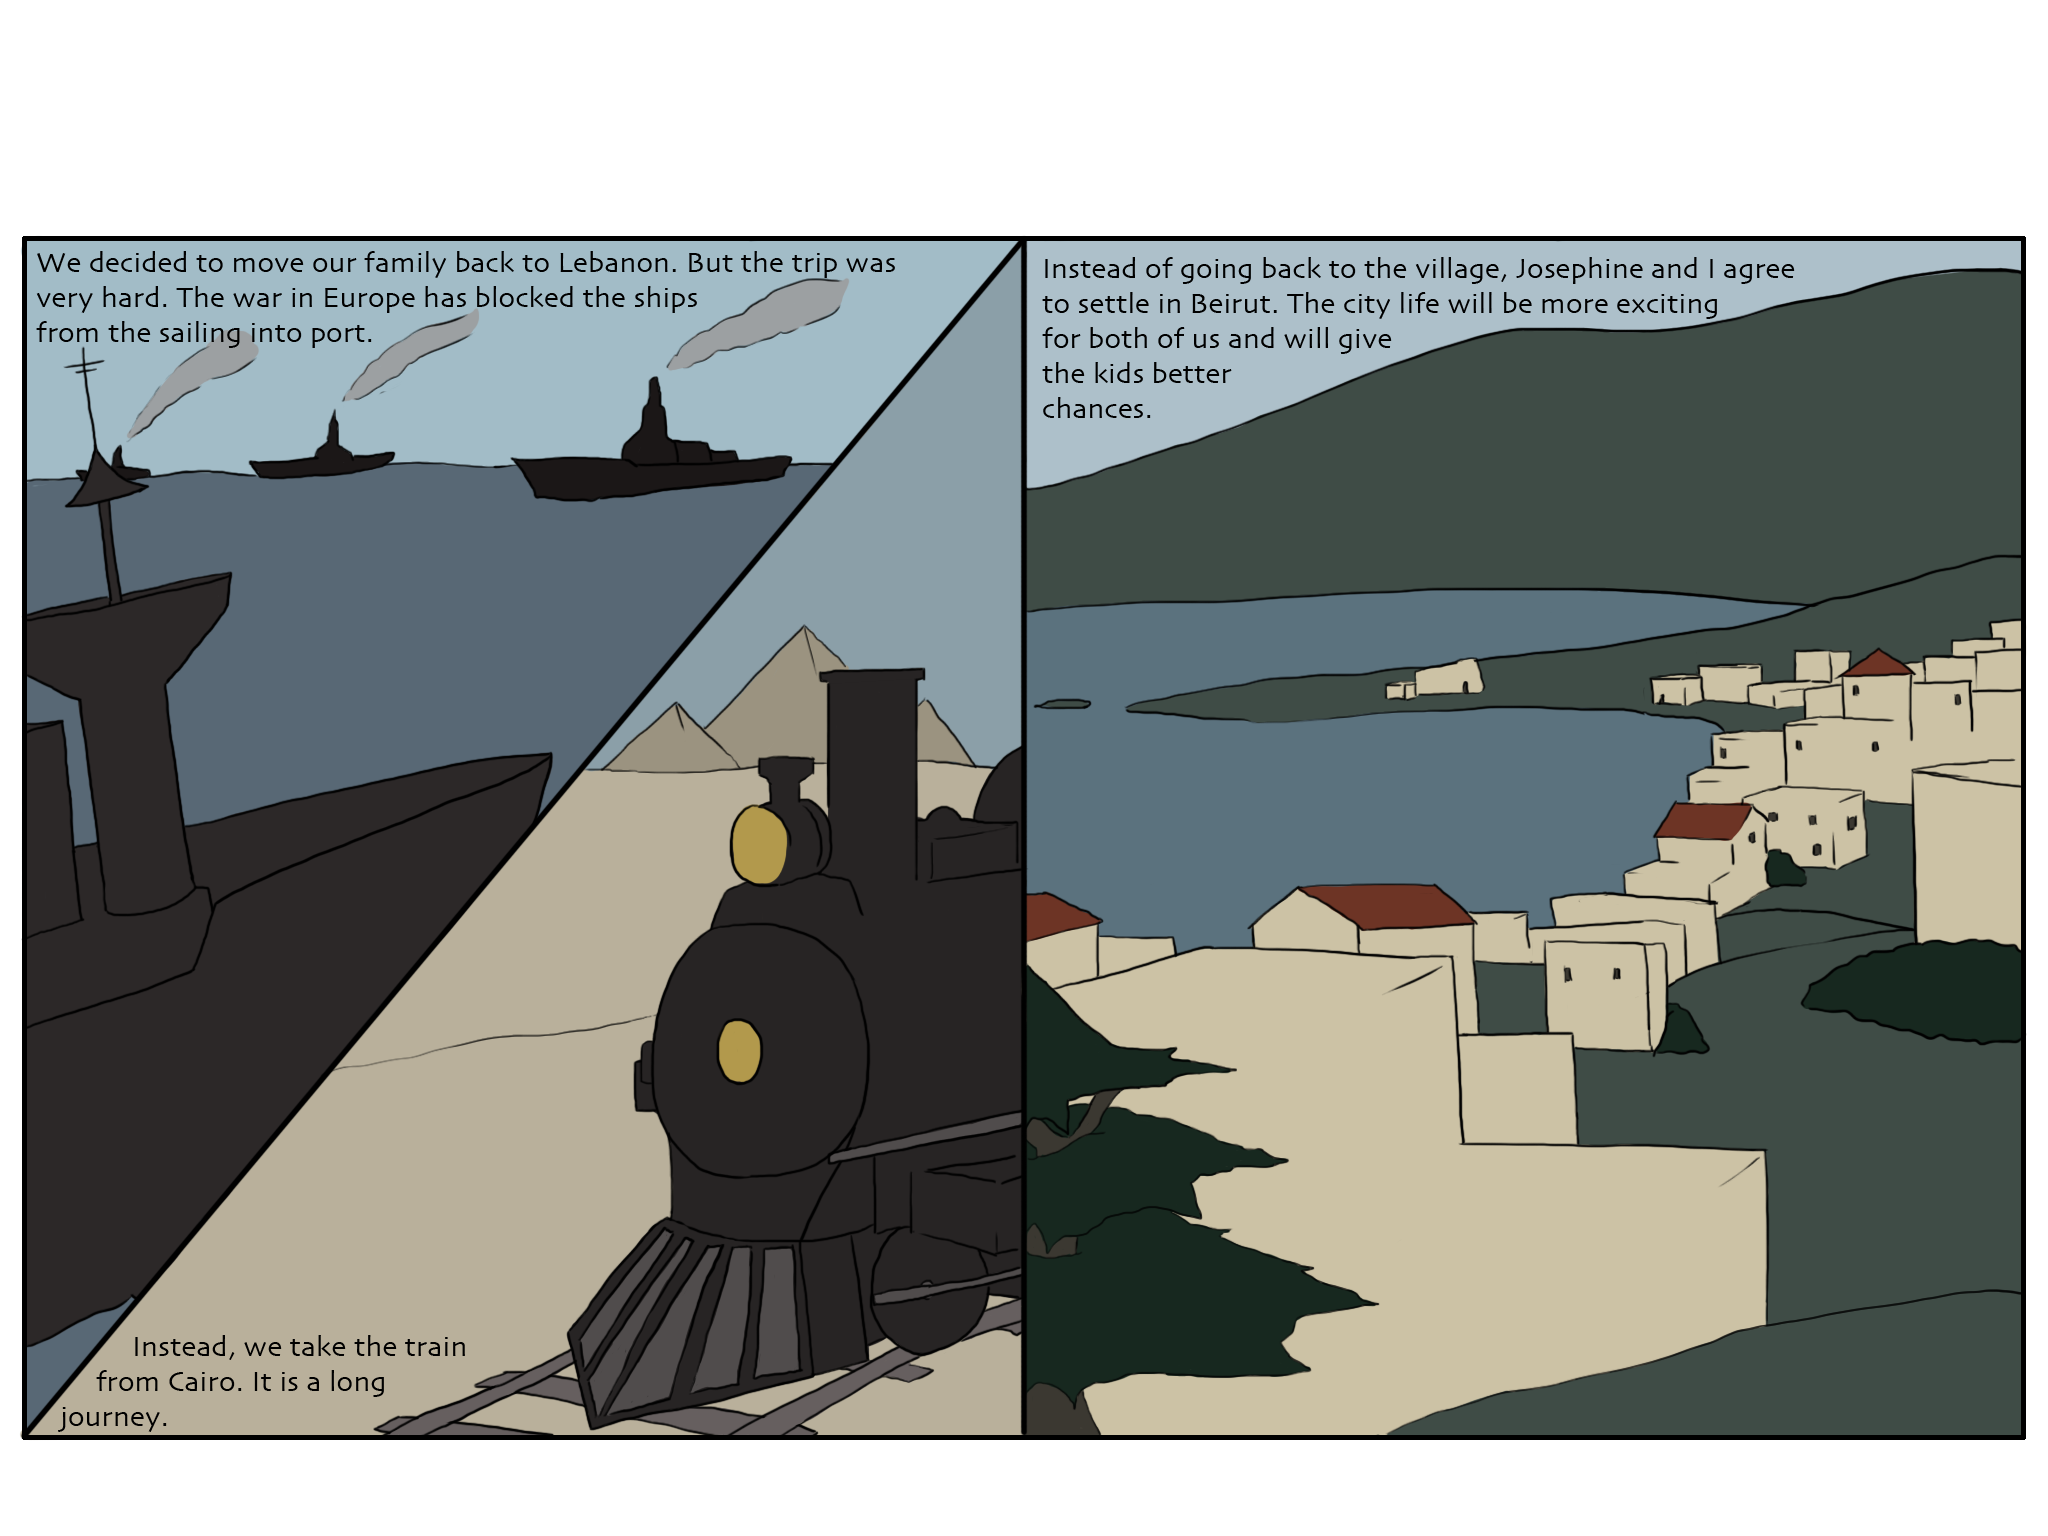 We decided to move our family back to Lebanon. But the trip was
very hard. The war in Europe has blocked the ships
from the sailing into port.
Instead, we take the train
from Cairo. It is a long
journey.
Instead of going back to the village, Josephine and I agree
to settle in Beirut. The city life will be more exciting
for both of us and will give
the kids better
chances.